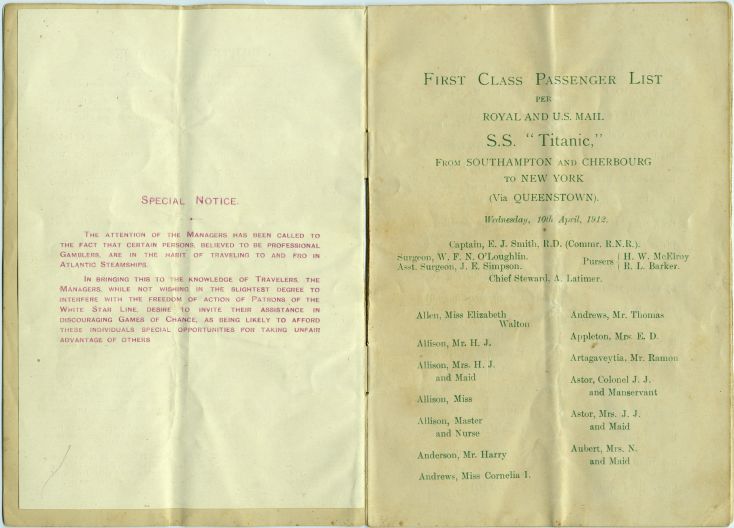 SPECIAL NOTICE.
THE ATTENTION OF THE MANAGERS HAS BEEN CALLED TO
THE FACT THAT CERTAIN PERSONS, BELIEVED TO BE PROFESSIONAL
GAMBLERS, ARE IN THE HABIT OF TRAVELING TO AND FRO IN
ATLANTIC STEAMSHIPS.
IN BRINGING THIS TO THE KNOWLEDGE OF TRAVELERS, THE
MANAGERS, WHILE NOT WISHING IN THE SLIGHTEST DEGREE TO
INTERFERE WITH THE FREEDOM OF ACTION OF PATRONS OF THE
WHITE STAR LINE, DESIRE TO INVITE THEIR ASSISTANCE IN
DISCOURAGING GAMES OF CHANCE, AS BEING LIKELY TO AFFORD
THESE INDIVIDUALS SPECIAL OPPORTUNITIES FOR TAKING UNFAIR
ADVANTAGE OF OTHERS
FIRST CLASS PASSENGER LIST
PER
ROYAL AND U.S. MAIL
S.S. "Titanic,"
FROM SOUTHAMPTON AND CHERBOURG
TO NEW YORK
(Via QUEENSTOWN).
Wednesday, 10th April, 1912.
Captain, E. J. Smith, R.D. (Commr. R.N.R.).
Surgeon, W. F. N. O'Loughlin.
Asst. Surgeon, J. E. Simpson.
Pursers { H. W. McElroy
R. L. Barker.
Chief Steward, A. Latimer.
Allen, Miss Elizabeth
Walton
Allison, Mr. H. J.
Allison, Mrs. H. J.
and Maid
Allison, Miss
Allison, Master
and Nurse
Anderson, Mr. Harry
Andrews, Miss Cornelia I.
Andrews, Mr. Thomas
Appleton, Mrs. E. D.
Artagaveytia, Mr. Ramon
Astor, Colonel J. J.
and Manservant
Astor, Mrs. J. J.
and Maid
Aubert, Mrs. N.
and Maid